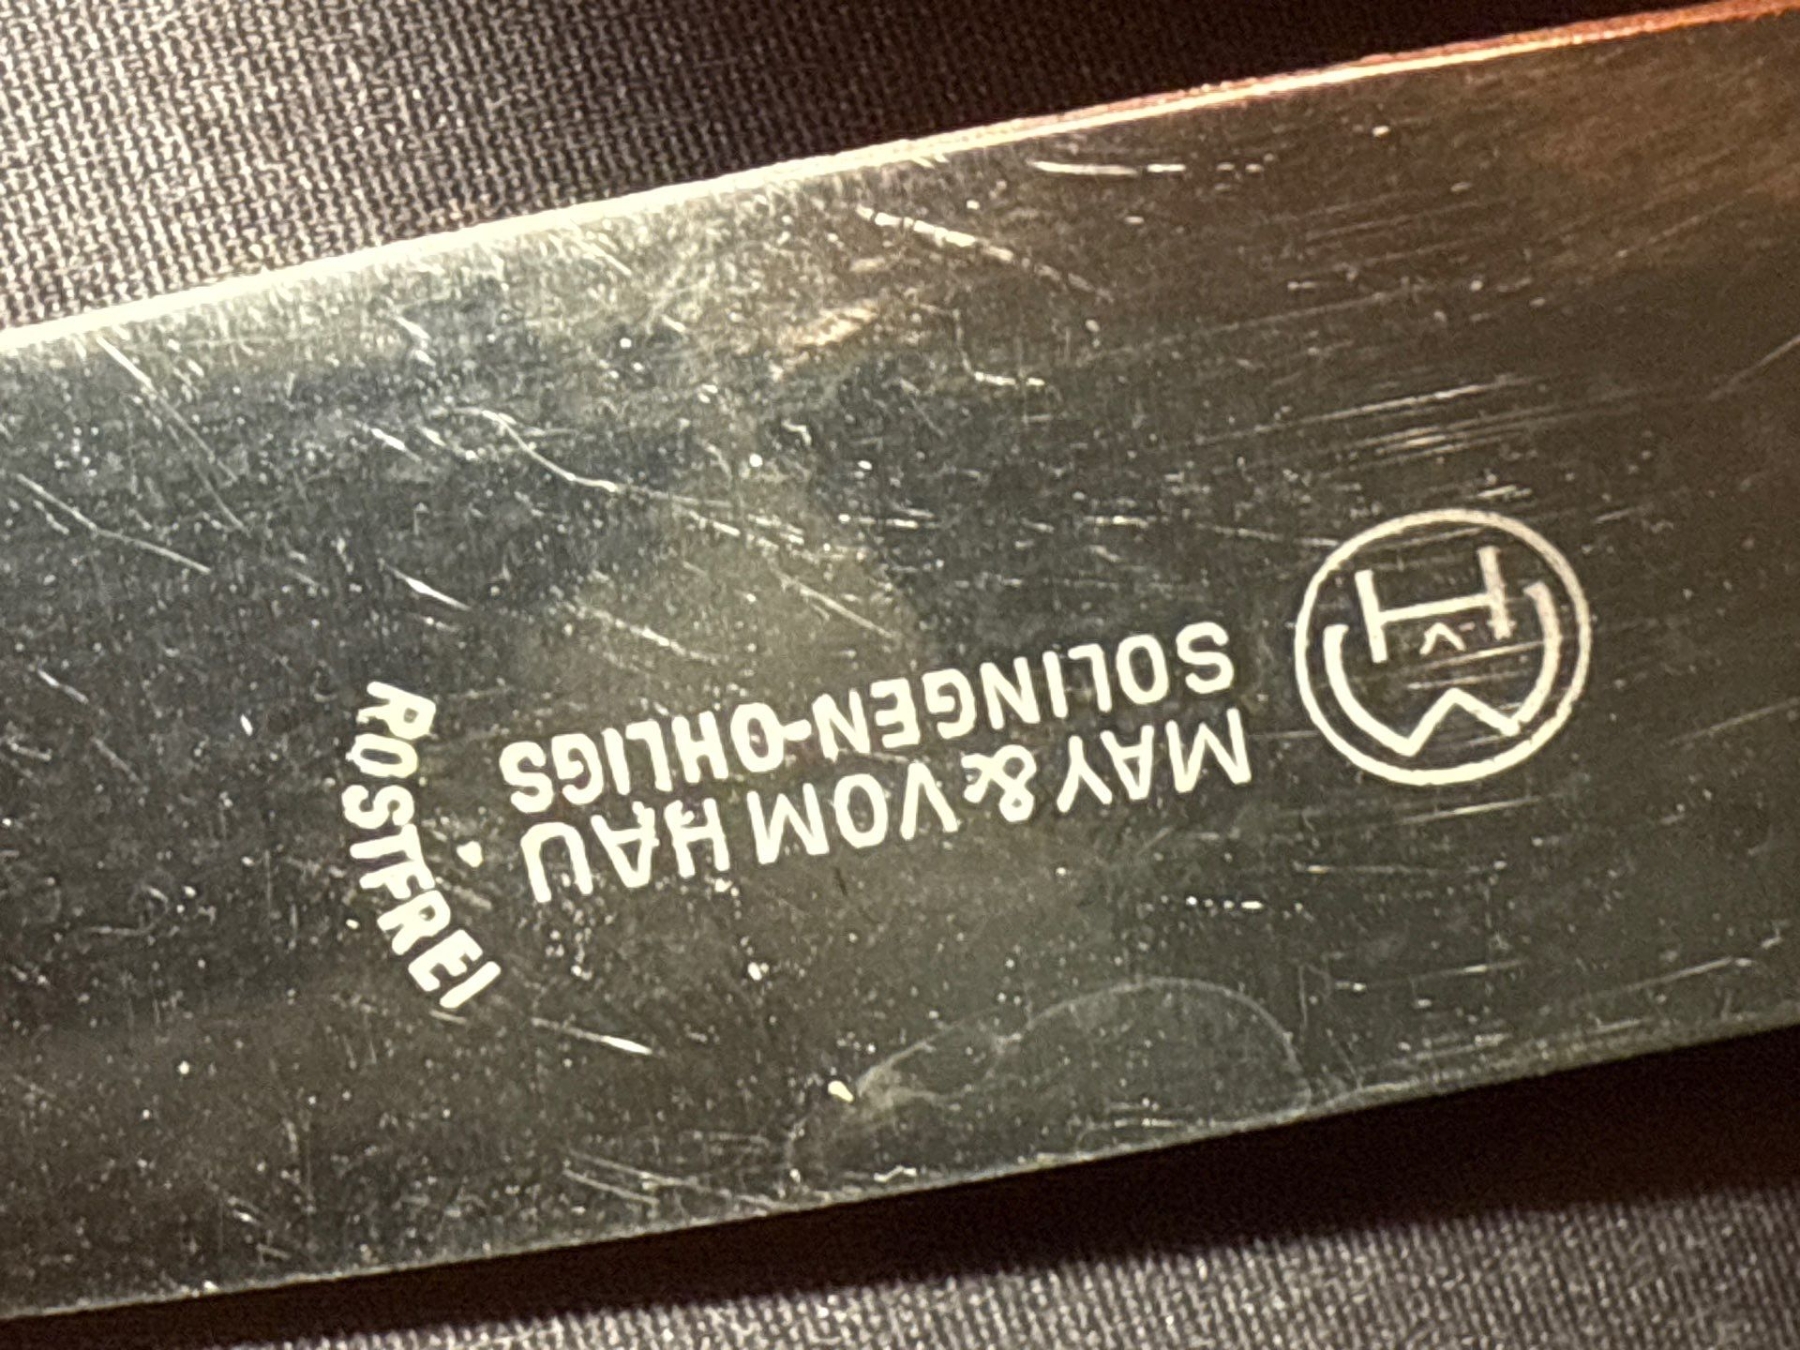 M
v
H
MAY & VOM HAU
SOLINGEN-OHLIGS
ROSTFREI